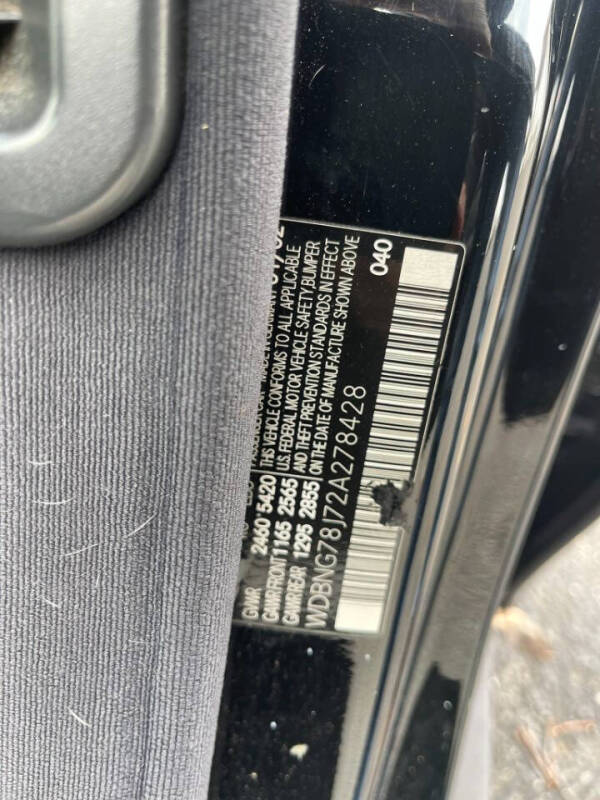 THIS VEHICLE CONFORMS TO ALL APPLICABLE
U.S. FEDERAL MOTOR VEHICLE SAFETY, BUMPER
AND THEFT PREVENTION STANDARDS IN EFFECT
ON THE DATE OF MANUFACTURE SHOWN ABOVE
GVWR 2460 5420
GAWR FRONT 1165 2565
GAWR REAR 1295 2855
WDBNG78J72A278428
040